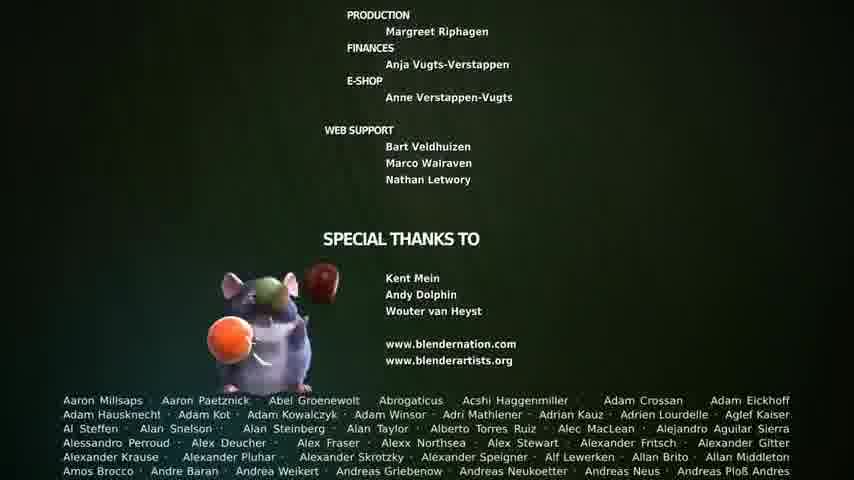 PRODUCTION
Margreet Riphagen
FINANCES
Anja Vugts-Verstappen
E-SHOP
Anne Verstappen-Vugts
WEB SUPPORT
Bart Veldhuizen
Marco Walraven
Nathan Letwory
SPECIAL THANKS TO
Kent Mein
Andy Dolphin
Wouter van Heyst
www.blendernation.com
www.blenderartists.org
Aaron Millsaps · Aaron Paetznick · Abel Groenewolt · Abrogaticus · Acshi Haggenmiller · Adam Crossan · Adam Eickhoff
Adam Hausknecht · Adam Kot · Adam Kowalczyk · Adam Winsor · Adri Mathlener · Adrian Kauz · Adrien Lourdelle · Aglef Kaiser
Al Steffen · Alan Snelson · Alan Steinberg · Alan Taylor · Alberto Torres Ruiz · Alec MacLean · Alejandro Aguilar Sierra
Alessandro Perroud · Alex Deucher · Alex Fraser · Alexx Northsea · Alex Stewart · Alexander Fritsch · Alexander Gitter
Alexander Krause · Alexander Pluhar · Alexander Skrotzky · Alexander Speigner · Alf Lewerken · Allan Brito · Allan Middleton
Amos Brocco · Andre Baran · Andrea Weikert · Andreas Griebenow · Andreas Neukoetter · Andreas Neus · Andreas Ploß Andres